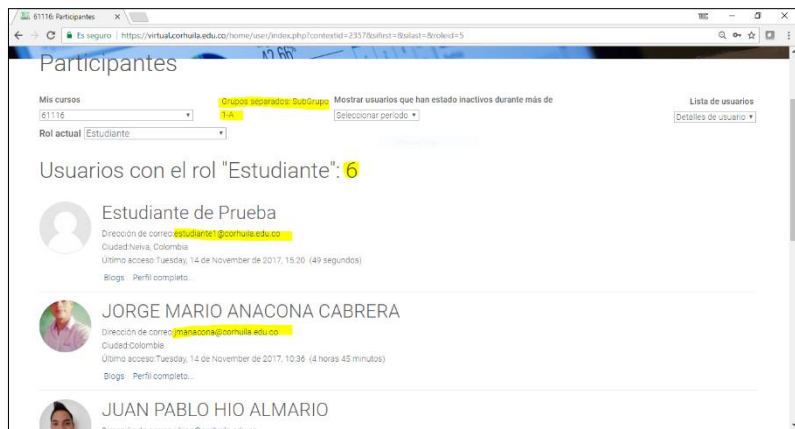 61116: Participantes
Es seguro https://virtual.corhuila.edu.co/home/user/index.php?contextid=2357&sifirst=&silast=&roleid=5
Participantes
Mis cursos
Grupos separados: SubGrupo 1-A
Mostrar usuarios que han estado inactivos durante más de
Lista de usuarios
61116
Seleccionar periodo
Detalles de usuario
Rol actual Estudiante
Usuarios con el rol "Estudiante": 6
Estudiante de Prueba
Dirección de correo:estudiante1@corhuila.edu.co
Ciudad:Neiva, Colombia
Último acceso:Tuesday, 14 de November de 2017, 15:20 (49 segundos)
Blogs Perfil completo...
JORGE MARIO ANACONA CABRERA
Dirección de correo:jmanacona@corhuila.edu.co
Ciudad:Colombia
Último acceso:Tuesday, 14 de November de 2017, 10:36 (4 horas 45 minutos)
Blogs Perfil completo...
JUAN PABLO HIO ALMARIO